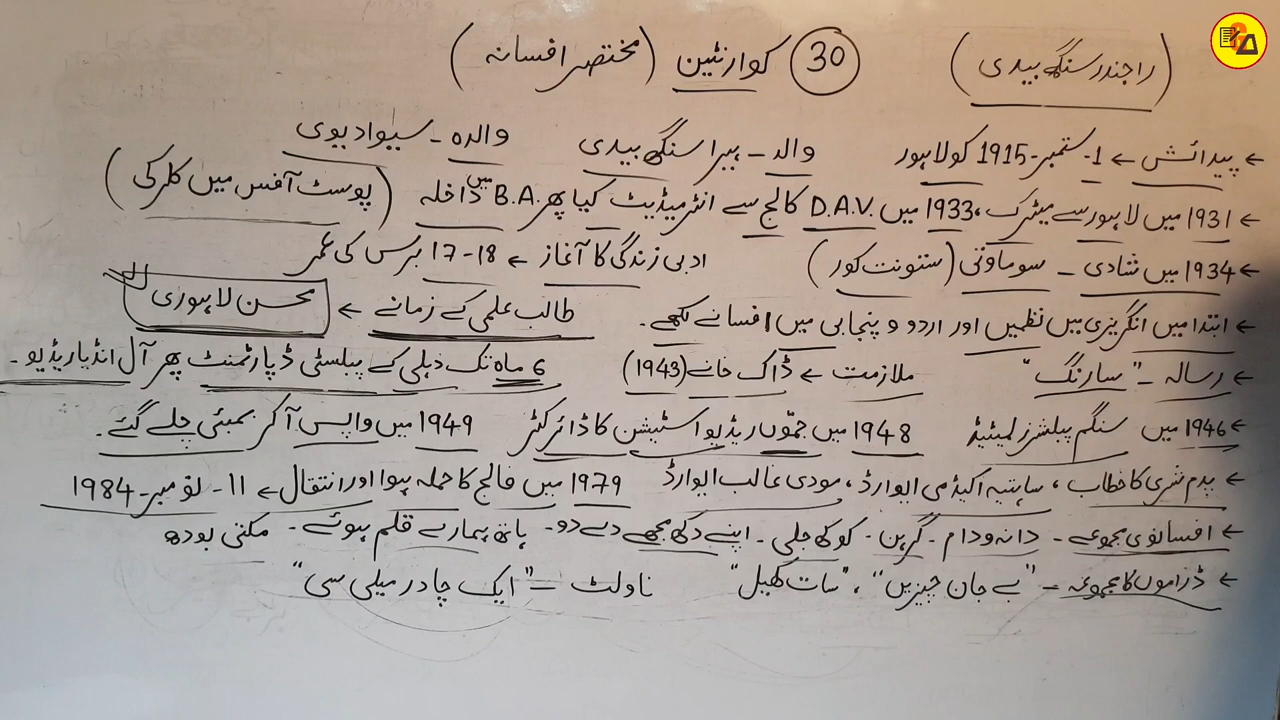 (راجندر سنگھ بیدی) 30 کوارنٹین (مختصر افسانہ)
← پیدائش ← 1 - ستمبر - 1915 کو لاہور والد - ہیرا سنگھ بیدی والدہ - سیوا دیوی
← 1931 میں لاہور سے میٹرک، 1933 میں D.A.V. کالج سے انٹرمیڈیٹ کیا پھر B.A. میں داخلہ (پوسٹ آفس میں کلرکی)
← 1934 میں شادی - سوماوتی (ستونت کور) ادبی زندگی کا آغاز ← 17-18 برس کی عمر
← ابتدا میں انگریزی میں نظمیں اور اردو و پنجابی میں افسانے لکھے۔ طالب علمی کے زمانے ← محسن لاہوری
← رسالہ - "سارنگ" ملازمت ← ڈاک خانے (1943) 6 ماہ تک دہلی کے پبلسٹی ڈپارٹمنٹ پھر آل انڈیا ریڈیو۔
← 1946 میں سنگم پبلشرز لمیٹیڈ 1948 میں جموّں ریڈیو اسٹیشن کا ڈائرکٹر 1949 میں واپس آکر بمبئی چلے گئے۔
← پدم شری کا خطاب، ساہتیہ اکیڈمی ایوارڈ، مودی غالب ایوارڈ 1979 میں فالج کا حملہ ہوا اور انتقال ← 11 - نومبر - 1984
← افسانوی مجموعے - دانہ و دام - گرہن - کوکھ جلی - اپنے دکھ مجھے دے دو - ہاتھ ہمارے قلم ہوئے - مکتی بودھ
← ڈراموں کا مجموعہ - "بے جان چیزیں"، "سات کھیل" ناولٹ - "ایک چادر میلی سی"